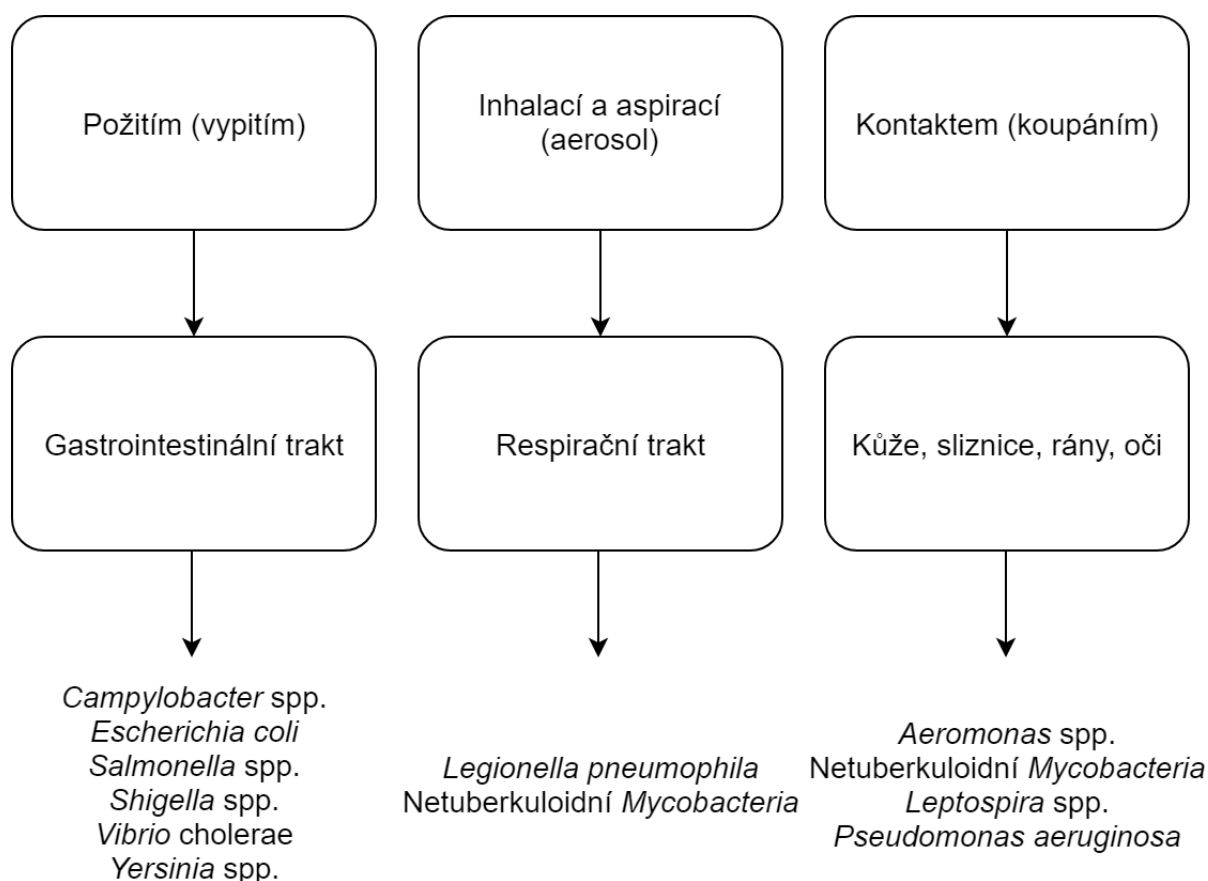 Požitím (vypitím)
Inhalací a aspirací
(aerosol)
Kontaktem (koupáním)
Gastrointestinální trakt
Respirační trakt
Kůže, sliznice, rány, oči
Campylobacter spp.
Escherichia coli
Salmonella spp.
Shigella spp.
Vibrio cholerae
Yersinia spp.
Legionella pneumophila
Netuberkuloidní Mycobacteria
Aeromonas spp.
Netuberkuloidní Mycobacteria
Leptospira spp.
Pseudomonas aeruginosa